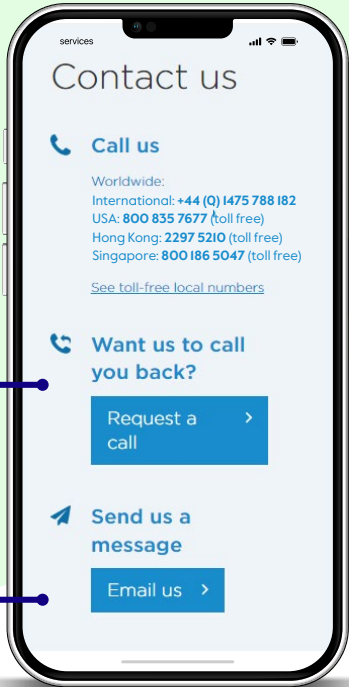 services
Contact us
Call us
Worldwide:
International: +44 (Q) 1475 788 182
USA: 800 835 7677 (toll free)
Hong Kong: 2297 5210 (toll free)
Singapore: 800 186 5047 (toll free)
See toll-free local numbers
Want us to call
you back?
Request a
call
Send us a
message
Email us